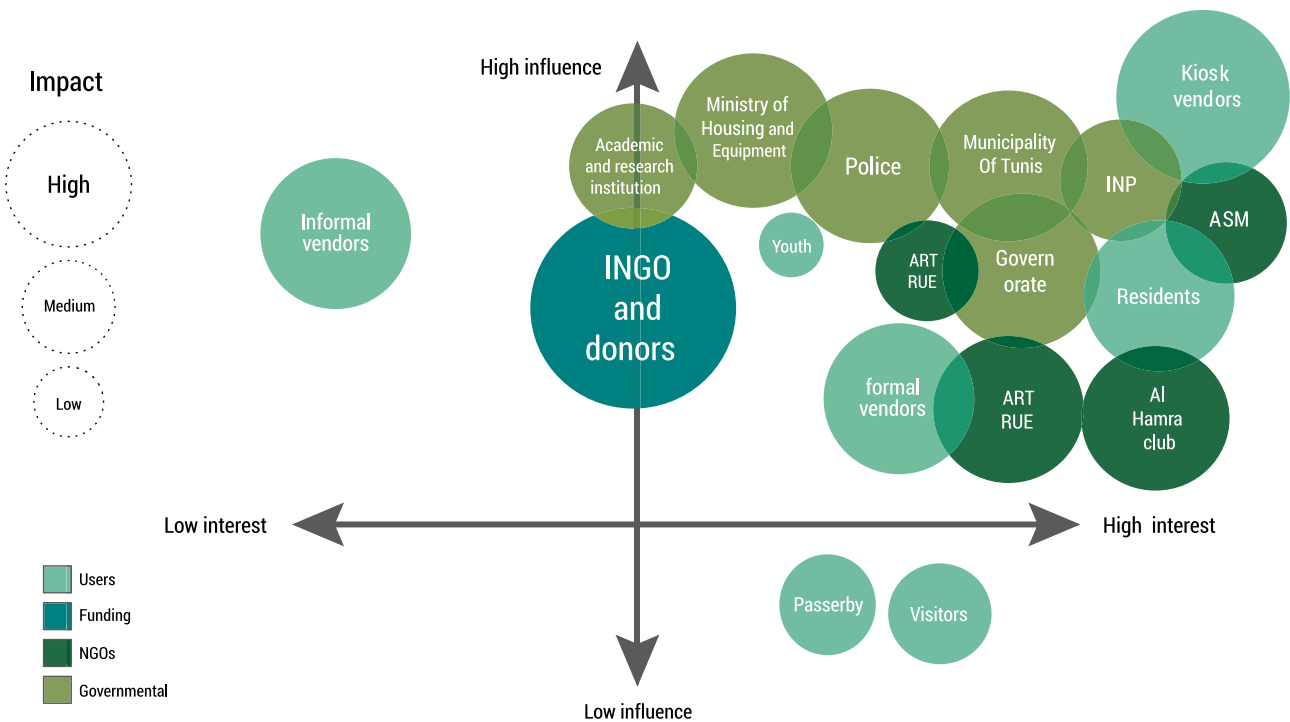 Impact
High
Medium
Low
High influence
Low interest
High interest
Low influence
Informal
vendors
Academic
and research
institution
Ministry of
Housing and
Equipment
Police
Municipality
Of Tunis
INP
Kiosk
vendors
ASM
INGO
and
donors
Youth
ART
RUE
Govern
orate
Residents
formal
vendors
ART
RUE
Al
Hamra
club
Passerby
Visitors
Users
Funding
NGOs
Governmental